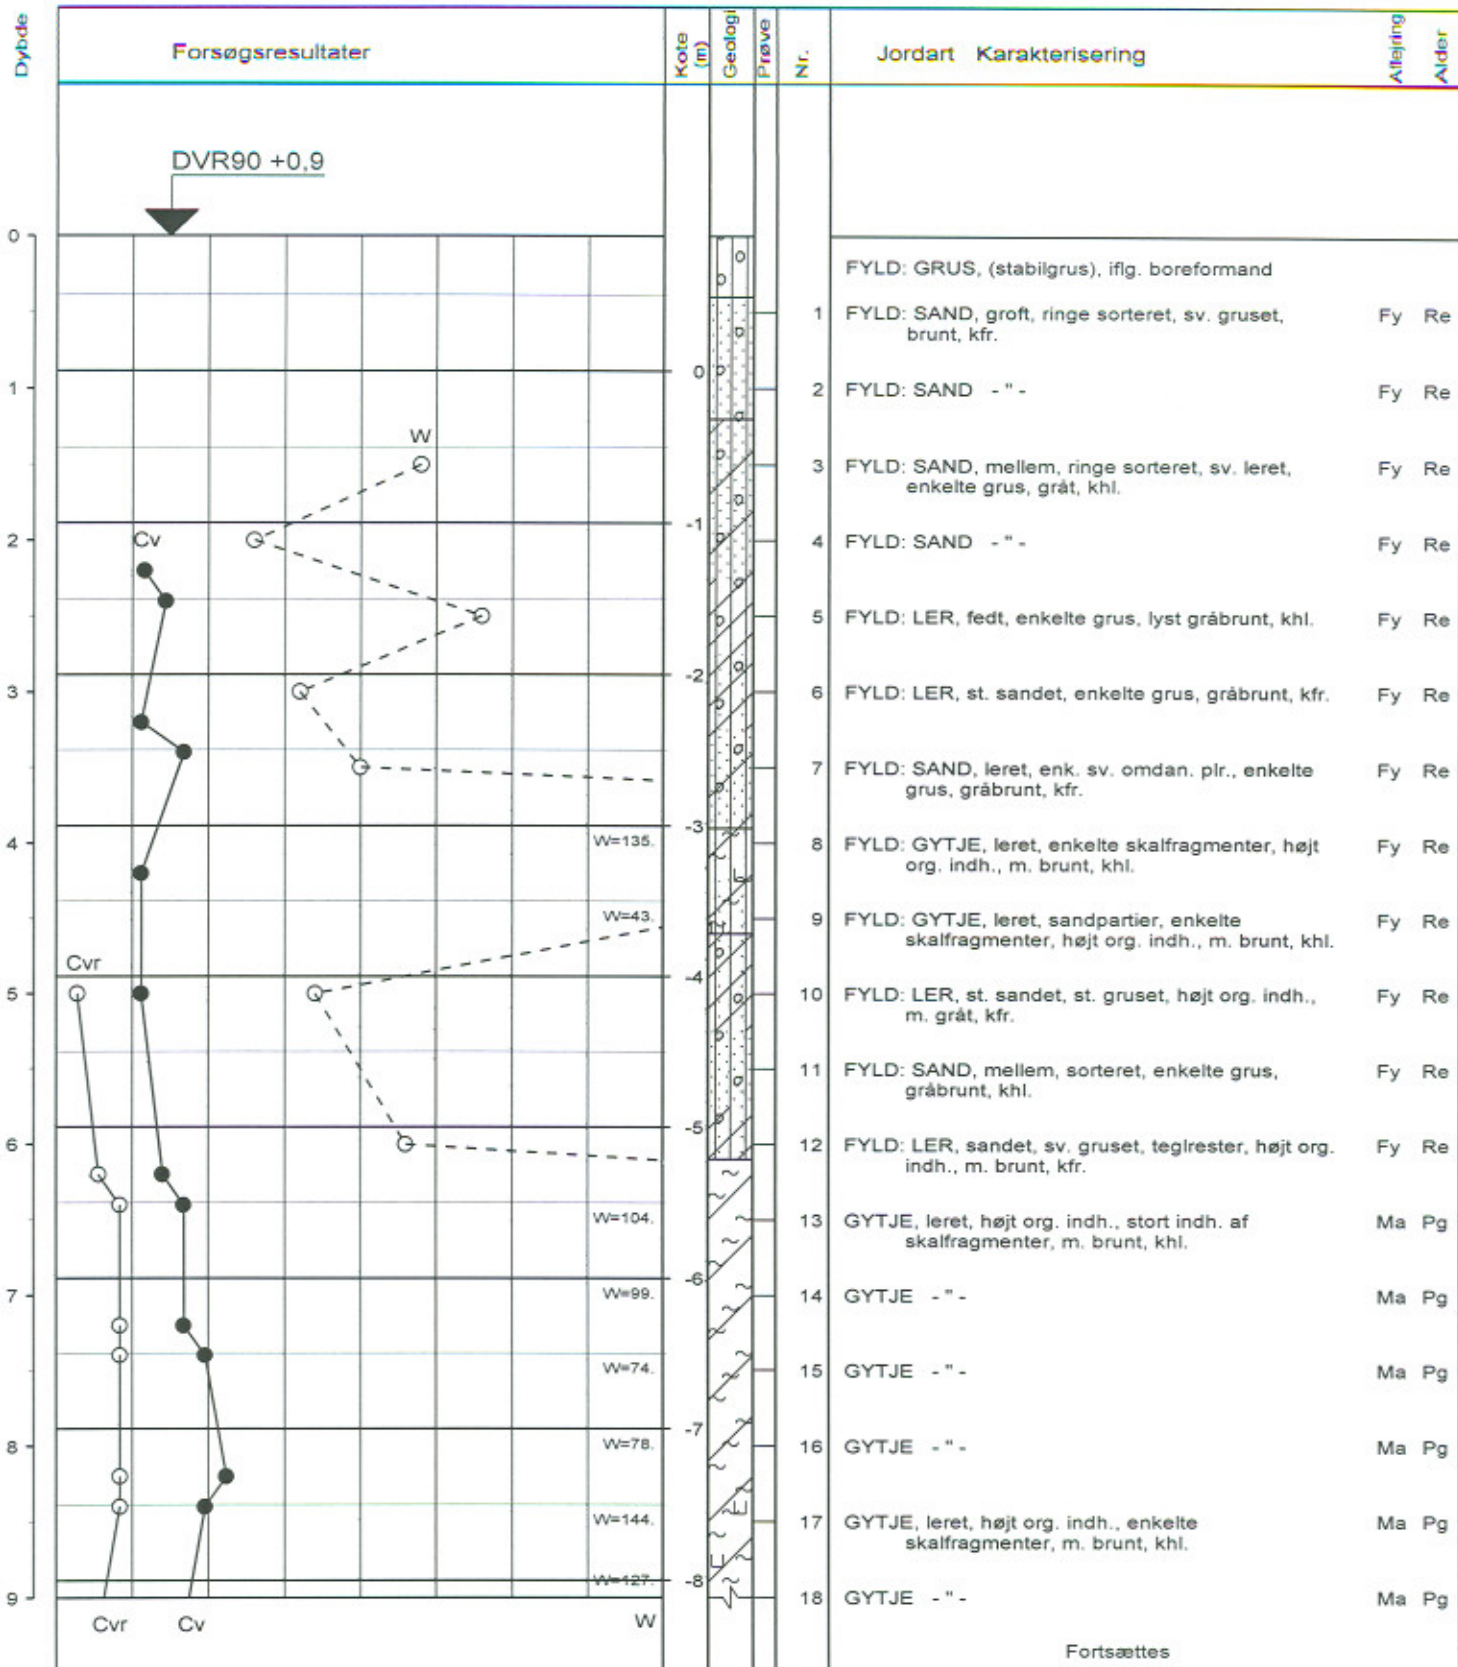 Dybde
Forsøgsresultater
Kote (m)
Geologi
Prøve
Nr.
Jordart Karakterisering
Aflejring
Alder
DVR90 +0,9
0
FYLD: GRUS, (stabilgrus), iflg. boreformand
1 FYLD: SAND, groft, ringe sorteret, sv. gruset, Fy Re
brunt, kfr.
0
1
2 FYLD: SAND - " - Fy Re
W
3 FYLD: SAND, mellem, ringe sorteret, sv. leret, Fy Re
enkelte grus, gråt, khl.
-1
2
Cv
4 FYLD: SAND - " - Fy Re
5 FYLD: LER, fedt, enkelte grus, lyst gråbrunt, khl. Fy Re
-2
3
6 FYLD: LER, st. sandet, enkelte grus, gråbrunt, kfr. Fy Re
7 FYLD: SAND, leret, enk. sv. omdan. plr., enkelte Fy Re
grus, gråbrunt, kfr.
-3
4
W=135.
8 FYLD: GYTJE, leret, enkelte skalfragmenter, højt Fy Re
org. indh., m. brunt, khl.
W=43.
9 FYLD: GYTJE, leret, sandpartier, enkelte Fy Re
skalfragmenter, højt org. indh., m. brunt, khl.
Cvr
-4
5
10 FYLD: LER, st. sandet, st. gruset, højt org. indh., Fy Re
m. gråt, kfr.
11 FYLD: SAND, mellem, sorteret, enkelte grus, Fy Re
gråbrunt, khl.
-5
6
12 FYLD: LER, sandet, sv. gruset, teglrester, højt org. Fy Re
indh., m. brunt, kfr.
W=104.
13 GYTJE, leret, højt org. indh., stort indh. af Ma Pg
skalfragmenter, m. brunt, khl.
-6
7
W=99.
14 GYTJE - " - Ma Pg
W=74.
15 GYTJE - " - Ma Pg
-7
8
W=78.
16 GYTJE - " - Ma Pg
W=144.
17 GYTJE, leret, højt org. indh., enkelte Ma Pg
skalfragmenter, m. brunt, khl.
W=127.
-8
9
18 GYTJE - " - Ma Pg
Cvr Cv W
Fortsættes